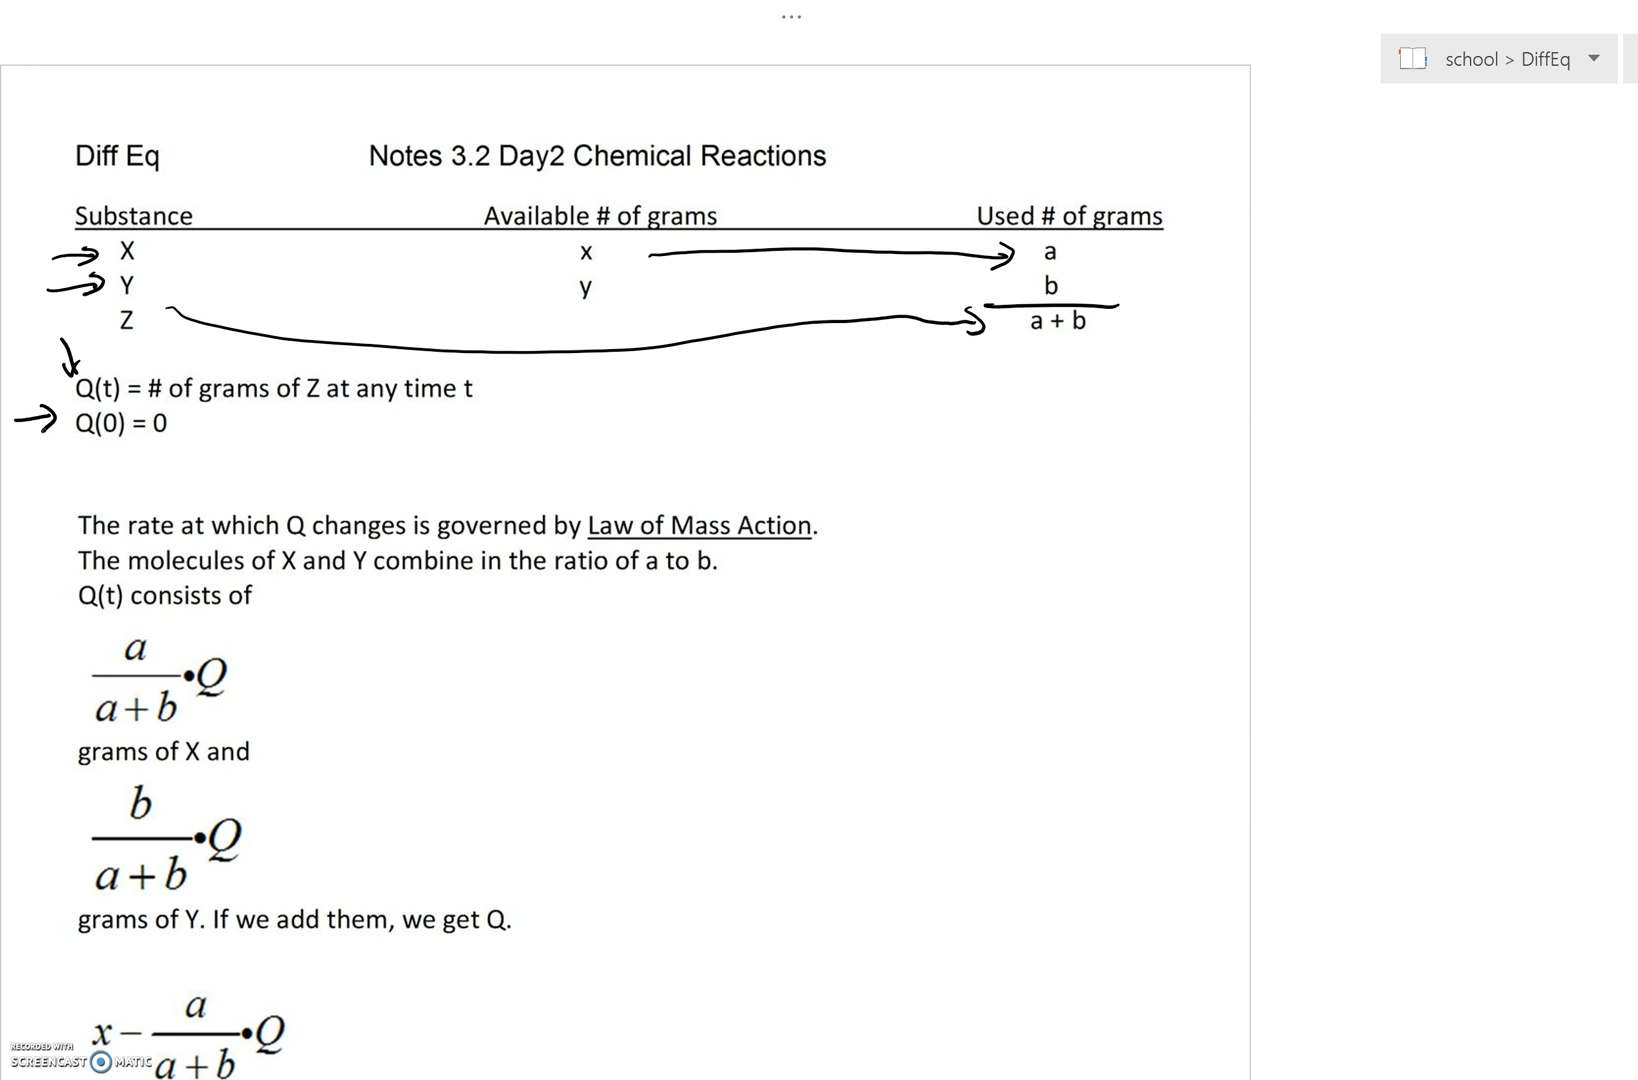 ...
school > DiffEq
Diff Eq Notes 3.2 Day2 Chemical Reactions
Substance Available # of grams Used # of grams
X x a
Y y b
Z a + b
Q(t) = # of grams of Z at any time t
Q(0) = 0
The rate at which Q changes is governed by Law of Mass Action.
The molecules of X and Y combine in the ratio of a to b.
Q(t) consists of
a
―•Q
a+b
grams of X and
b
―•Q
a+b
grams of Y. If we add them, we get Q.
a
x−―•Q
a+b
RECORDED WITH
SCREENCAST MATIC